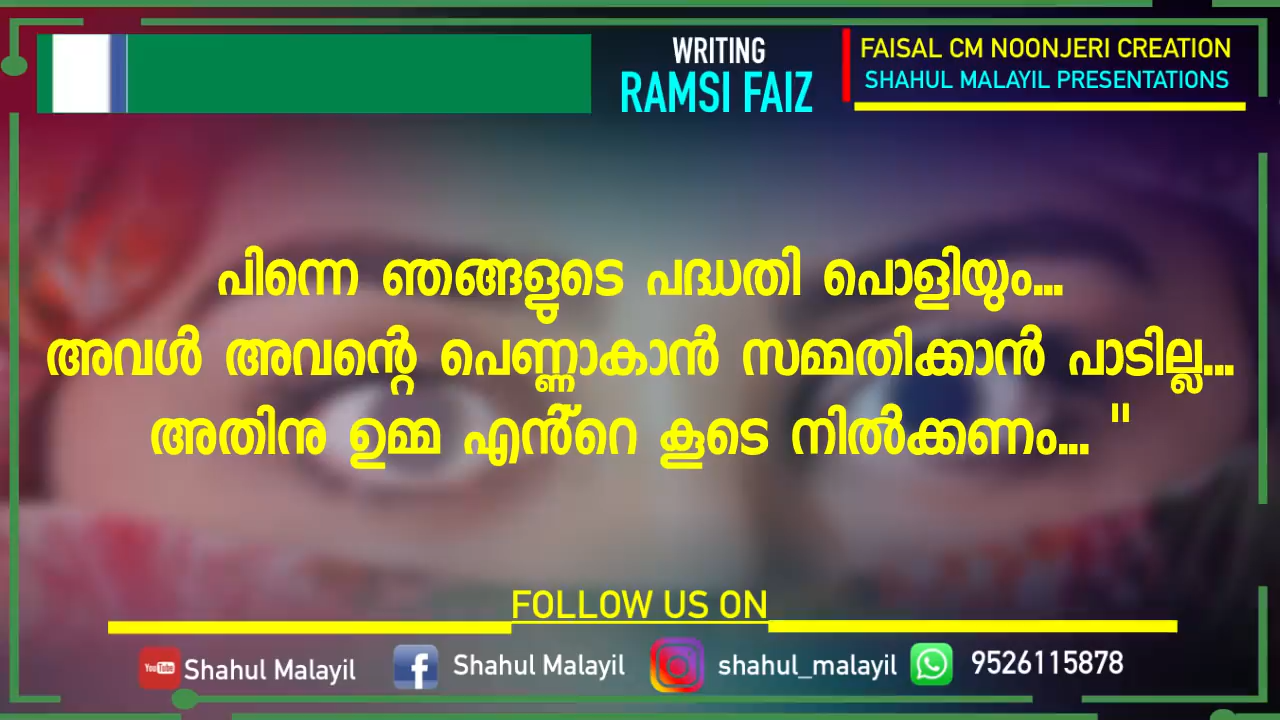 WRITING
RAMSI FAIZ
FAISAL CM NOONJERI CREATION
SHAHUL MALAYIL PRESENTATIONS
പിന്നെ ഞങ്ങളുടെ പദ്ധതി പൊളിയും...
അവൾ അവന്റെ പെണ്ണാകാൻ സമ്മതിക്കാൻ പാടില്ല...
അതിനു ഉമ്മ എൻ്റെ കൂടെ നിൽക്കണം... "
FOLLOW US ON
YouTube Shahul Malayil f Shahul Malayil shahul_malayil 9526115878